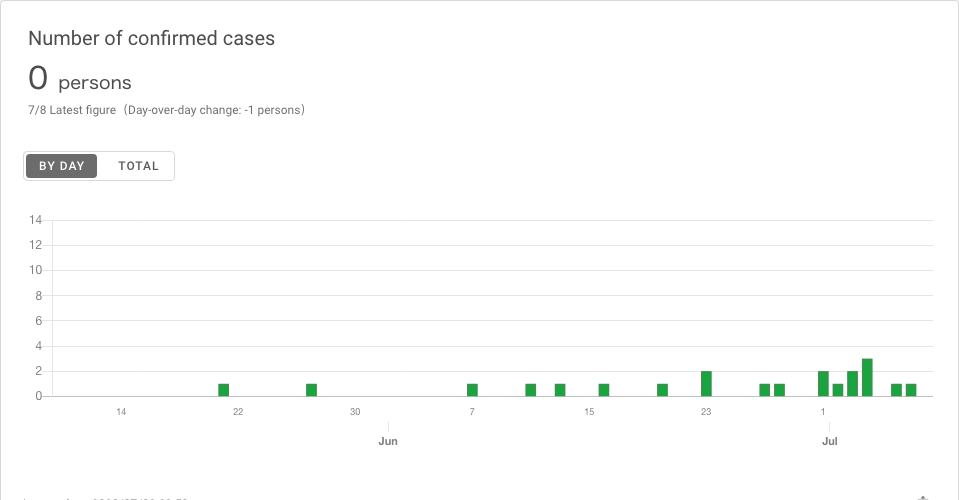 Number of confirmed cases
0 persons
7/8 Latest figure（Day-over-day change: -1 persons）
BY DAY TOTAL
14
12
10
8
6
4
2
0
14 22 30 7 15 23 1
Jun Jul